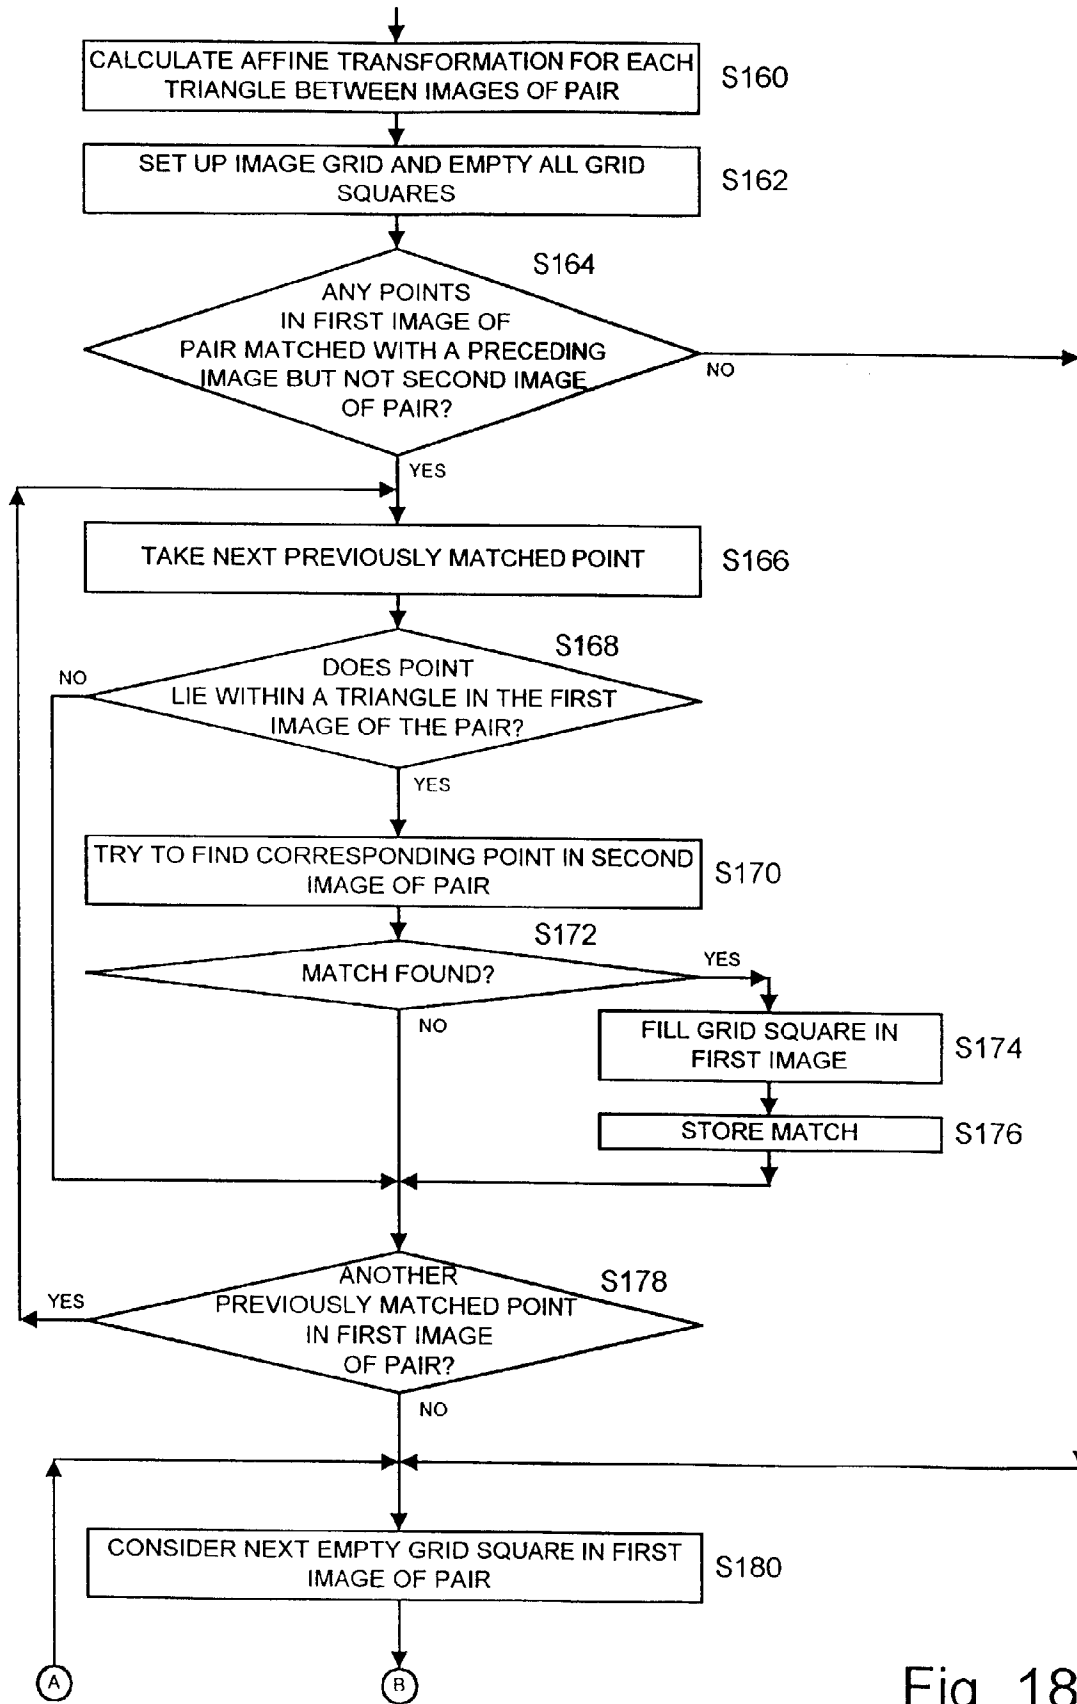 CALCULATE AFFINE TRANSFORMATION FOR EACH
TRIANGLE BETWEEN IMAGES OF PAIR
S160
SET UP IMAGE GRID AND EMPTY ALL GRID
SQUARES
S162
S164
ANY POINTS
IN FIRST IMAGE OF
PAIR MATCHED WITH A PRECEDING
IMAGE BUT NOT SECOND IMAGE
OF PAIR?
NO
YES
TAKE NEXT PREVIOUSLY MATCHED POINT
S166
S168
NO
DOES POINT
LIE WITHIN A TRIANGLE IN THE FIRST
IMAGE OF THE PAIR?
YES
TRY TO FIND CORRESPONDING POINT IN SECOND
IMAGE OF PAIR
S170
S172
MATCH FOUND?
YES
NO
FILL GRID SQUARE IN
FIRST IMAGE
S174
STORE MATCH
S176
S178
YES
ANOTHER
PREVIOUSLY MATCHED POINT
IN FIRST IMAGE
OF PAIR?
NO
CONSIDER NEXT EMPTY GRID SQUARE IN FIRST
IMAGE OF PAIR
S180
A
B
Fig 18